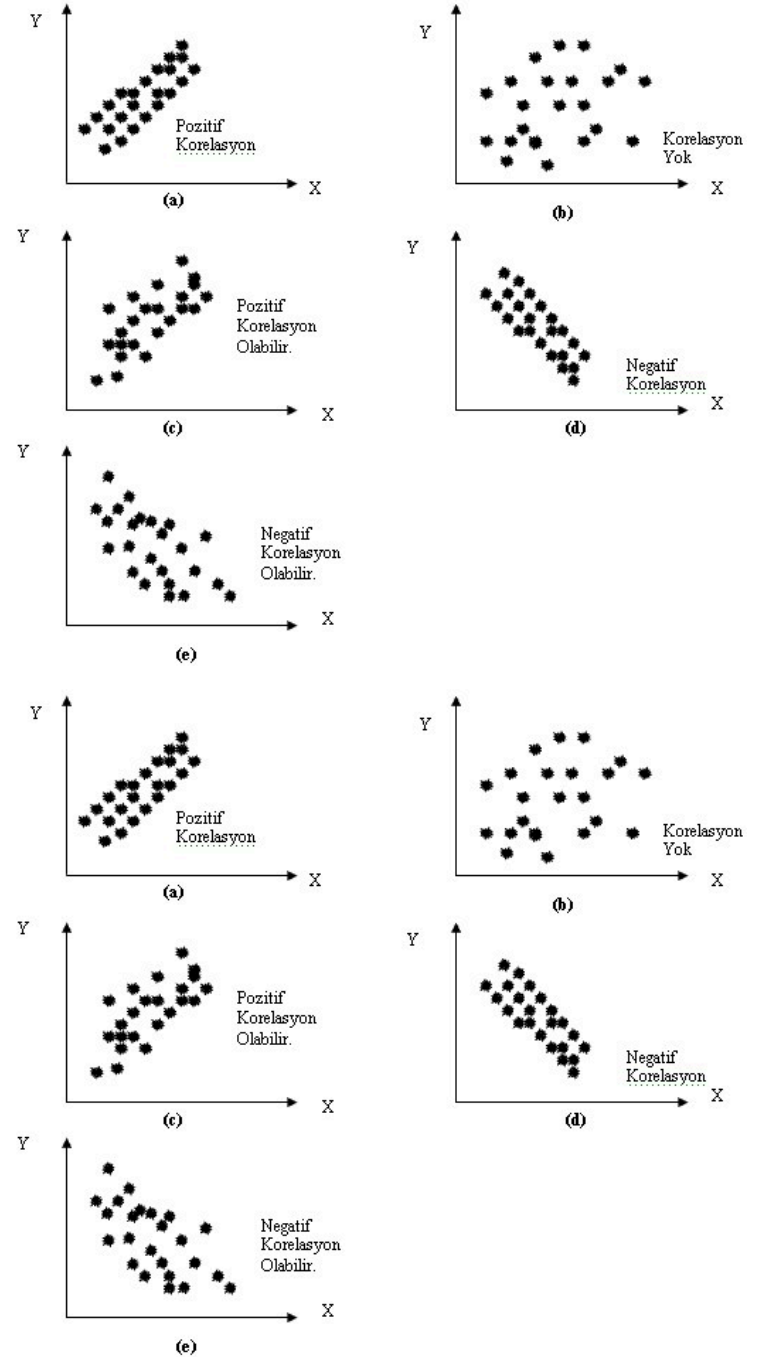 Y
Pozitif
Korelasyon
X
(a)
Y
Korelasyon
Yok
X
(b)
Y
Pozitif
Korelasyon
Olabilir.
X
(c)
Y
Negatif
Korelasyon
X
(d)
Y
Negatif
Korelasyon
Olabilir.
X
(e)
Y
Pozitif
Korelasyon
X
(a)
Y
Korelasyon
Yok
X
(b)
Y
Pozitif
Korelasyon
Olabilir.
X
(c)
Y
Negatif
Korelasyon
X
(d)
Y
Negatif
Korelasyon
Olabilir.
X
(e)